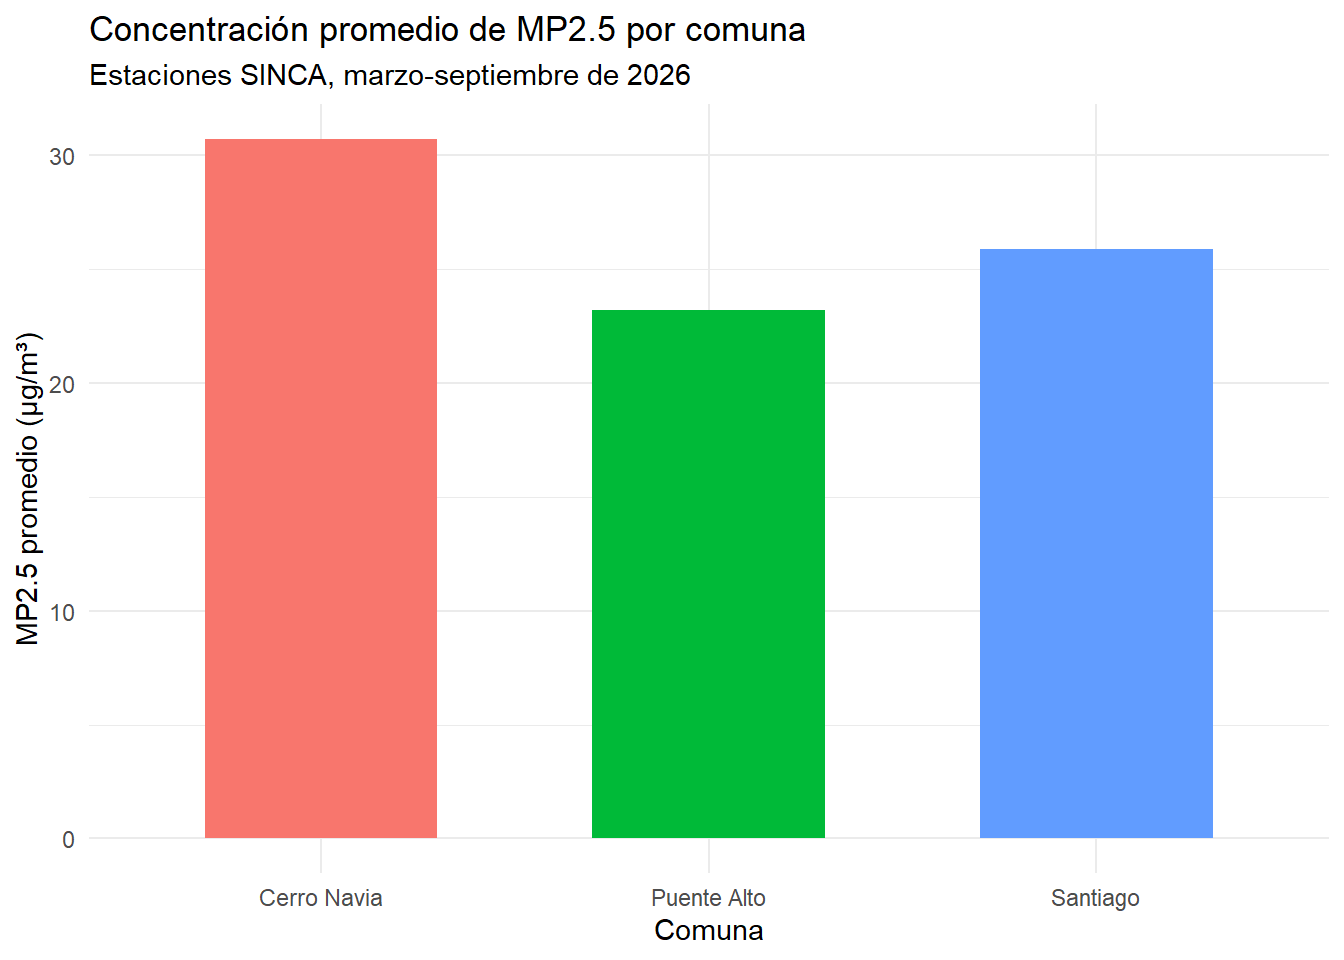 Concentración promedio de MP2.5 por comuna
Estaciones SINCA, marzo-septiembre de 2026
MP2.5 promedio (µg/m³)
30
20
10
0
Cerro Navia
Puente Alto
Santiago
Comuna